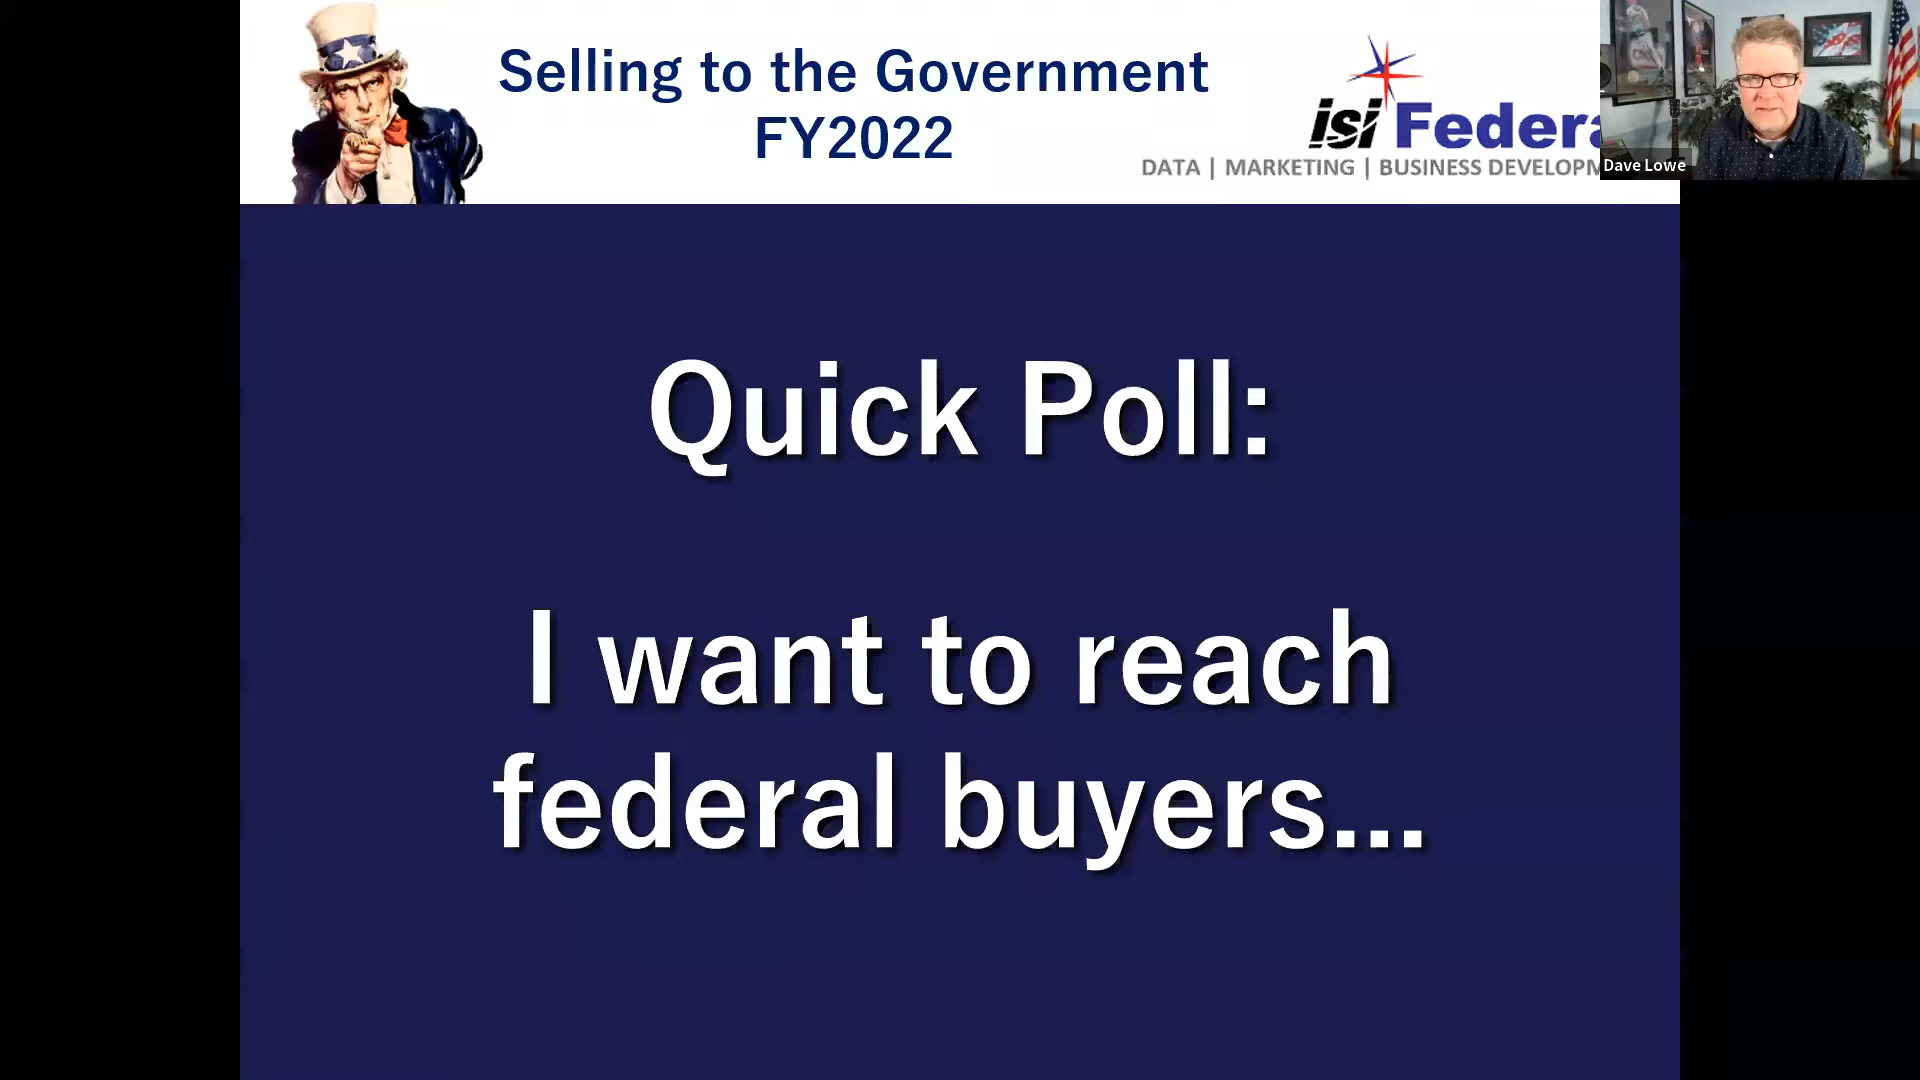 Selling to the Government
FY2022
isi Federa
DATA | MARKETING | BUSINESS DEVELOPM
Dave Lowe
Quick Poll:
I want to reach
federal buyers...